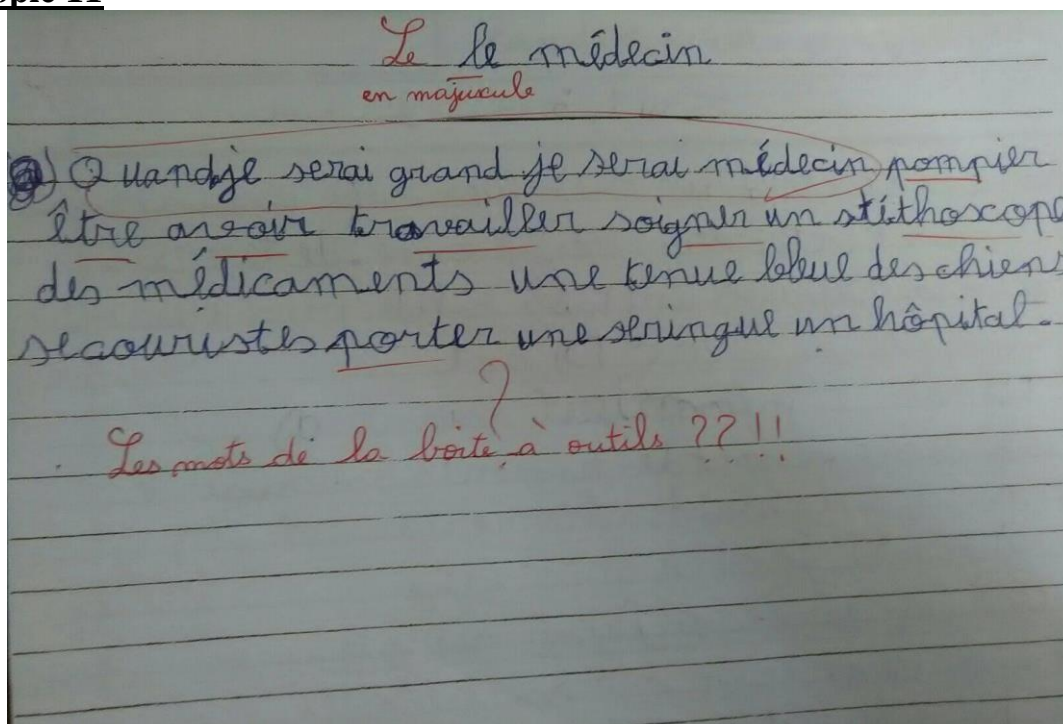 Le le médecin
en majuscule
Quand je serai grand je serai médecin pompier
être avoir travailler soigner un stéthoscope
des médicaments une tenue bleue des chiens
secouristes porter une seringue un hôpital.
?
Les mots de la boite à outils ??!!